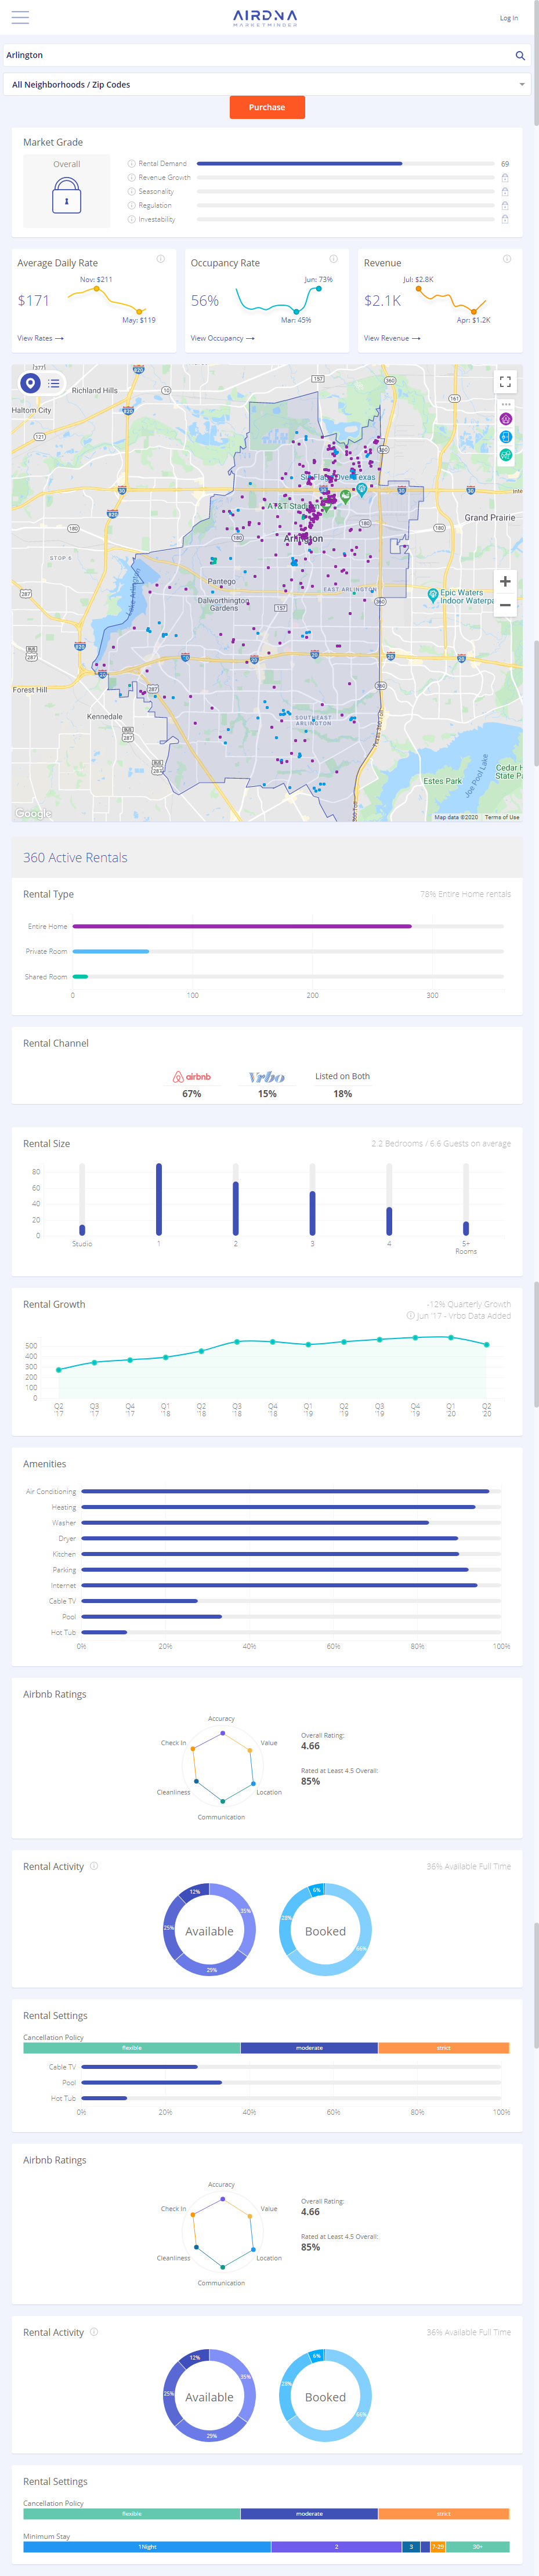 AIRDNA
MARKETMINDER
Log In
Arlington
All Neighborhoods / Zip Codes
Purchase
Market Grade
Overall
Rental Demand
69
Revenue Growth
Seasonality
Regulation
Investability
Average Daily Rate
Nov: $211
$171
May: $119
View Rates
Occupancy Rate
Jun: 73%
56%
Mar: 45%
View Occupancy
Revenue
Jul: $2.8K
$2.1K
Apr: $1.2K
View Revenue
Richland Hills
Haltom City
Grand Prairie
AT&T Stadium
Arlington
STOP 6
Pantego
Dalworthington
Gardens
EAST ARLINGTON
Epic Waters
Indoor Waterpa
Lake Arlington
Forest Hill
Kennedale
SOUTHEAST
ARLINGTON
Estes Park
Joe Pool Lake
Cedar H
State Pa
Google
Map data ©2020
Terms of Use
360 Active Rentals
Rental Type
78% Entire Home rentals
Entire Home
Private Room
Shared Room
0 100 200 300
Rental Channel
airbnb
Vrbo
Listed on Both
67% 15% 18%
Rental Size
2.2 Bedrooms / 6.6 Guests on average
80
60
40
20
0
Studio 1 2 3 4 5+
Rooms
Rental Growth
-12% Quarterly Growth
Jun '17 - Vrbo Data Added
500
400
300
200
100
0
Q2 Q3 Q4 Q1 Q2 Q3 Q4 Q1 Q2 Q3 Q4 Q1 Q2
'17 '17 '17 '18 '18 '18 '18 '19 '19 '19 '19 '20 '20
Amenities
Air Conditioning
Heating
Washer
Dryer
Kitchen
Parking
Internet
Cable TV
Pool
Hot Tub
0% 20% 40% 60% 80% 100%
Airbnb Ratings
Accuracy
Check In
Value
Cleanliness
Location
Communication
Overall Rating:
4.66
Rated at Least 4.5 Overall:
85%
Rental Activity
36% Available Full Time
12%
35%
25%
29%
Available
6%
28%
66%
Booked
Rental Settings
Cancellation Policy
flexible moderate strict
Cable TV
Pool
Hot Tub
0% 20% 40% 60% 80% 100%
Airbnb Ratings
Accuracy
Check In
Value
Cleanliness
Location
Communication
Overall Rating:
4.66
Rated at Least 4.5 Overall:
85%
Rental Activity
36% Available Full Time
12%
35%
25%
29%
Available
6%
28%
66%
Booked
Rental Settings
Cancellation Policy
flexible moderate strict
Minimum Stay
1Night 2 3 7-29 30+